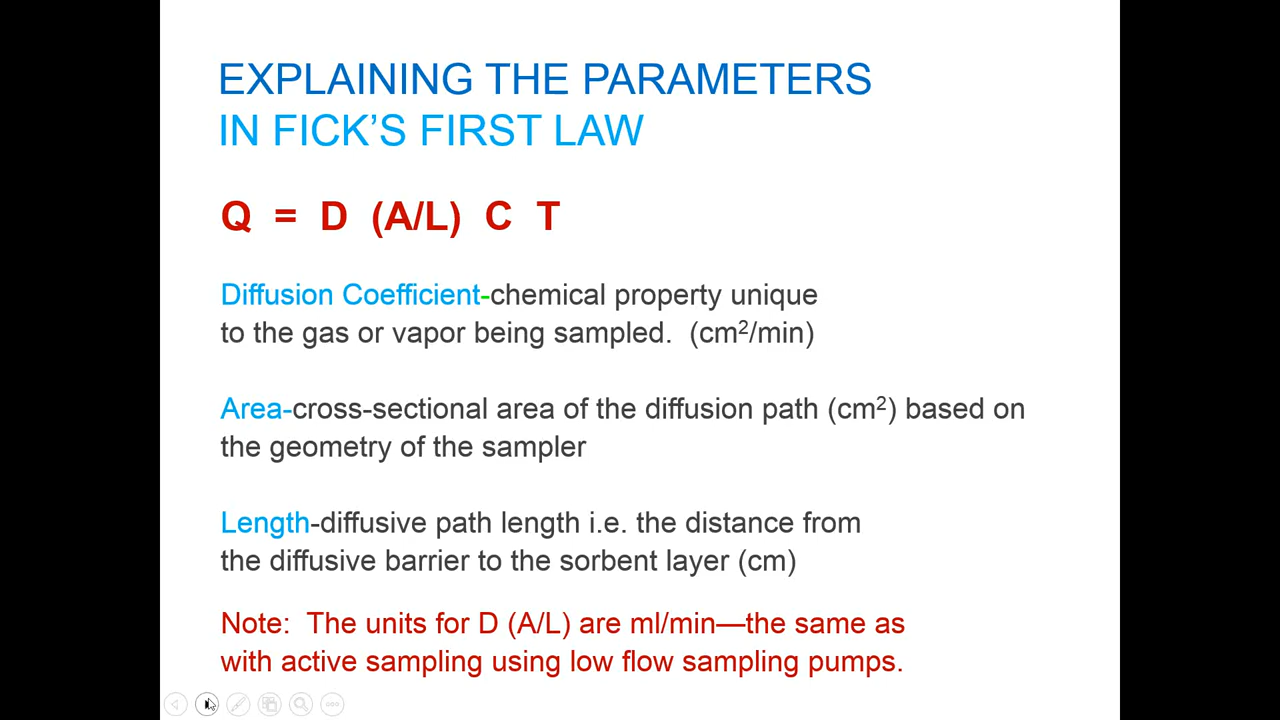 EXPLAINING THE PARAMETERS
IN FICK’S FIRST LAW
Q = D (A/L) C T
Diffusion Coefficient-chemical property unique
to the gas or vapor being sampled. (cm²/min)
Area-cross-sectional area of the diffusion path (cm²) based on
the geometry of the sampler
Length-diffusive path length i.e. the distance from
the diffusive barrier to the sorbent layer (cm)
Note: The units for D (A/L) are ml/min—the same as
with active sampling using low flow sampling pumps.